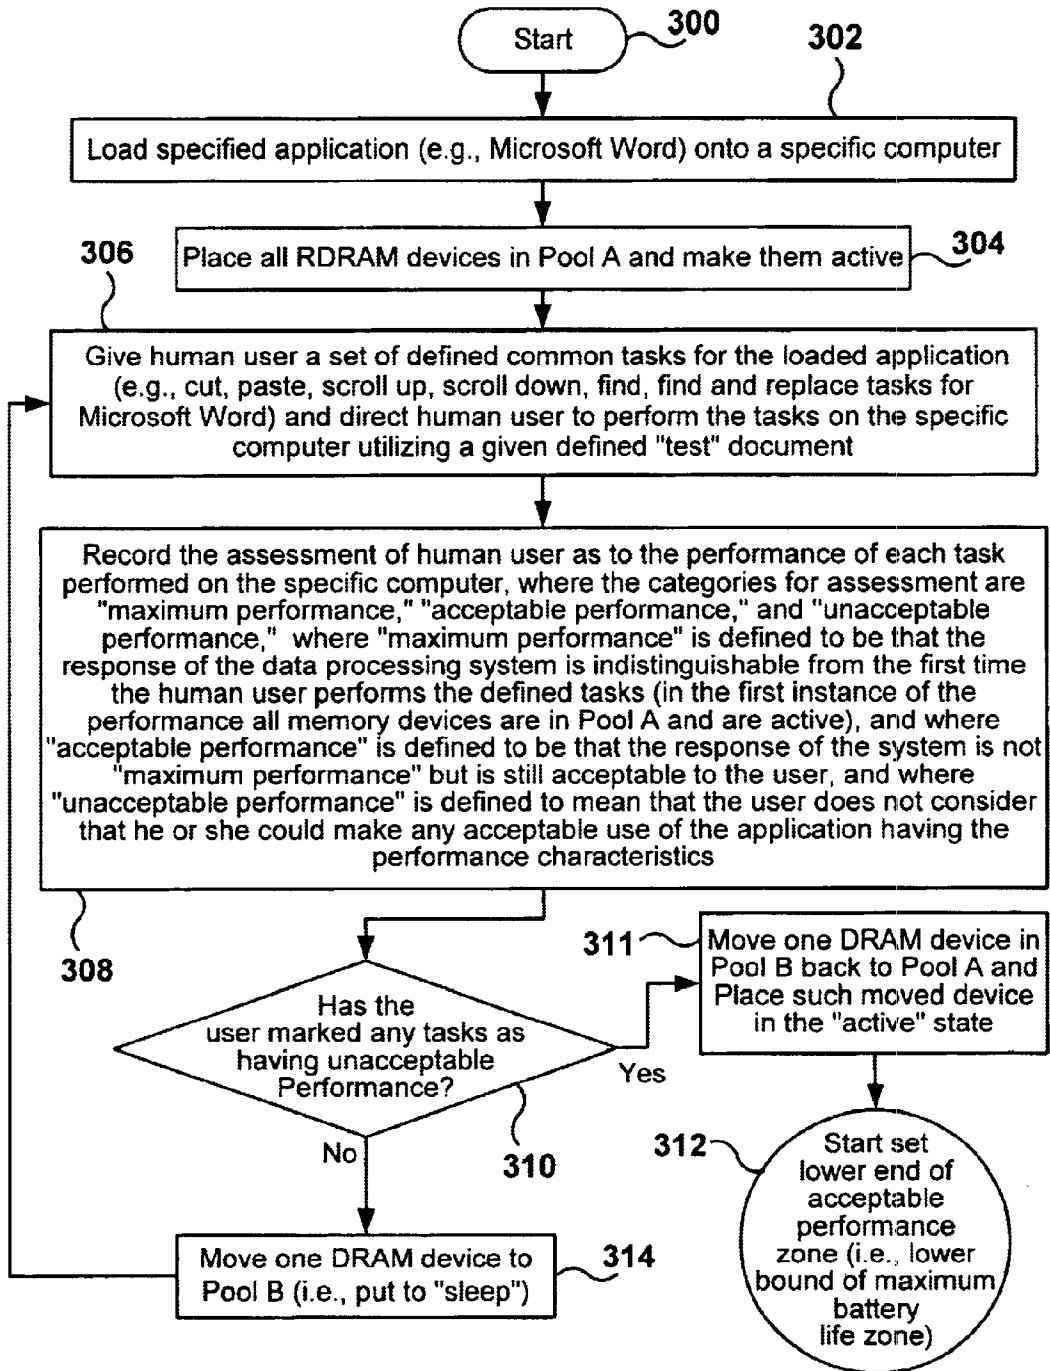 Start
300
302
Load specified application (e.g., Microsoft Word) onto a specific computer
304
Place all RDRAM devices in Pool A and make them active
306
Give human user a set of defined common tasks for the loaded application
(e.g., cut, paste, scroll up, scroll down, find, find and replace tasks for
Microsoft Word) and direct human user to perform the tasks on the specific
computer utilizing a given defined "test" document
Record the assessment of human user as to the performance of each task
performed on the specific computer, where the categories for assessment are
"maximum performance," "acceptable performance," and "unacceptable
performance," where "maximum performance" is defined to be that the
response of the data processing system is indistinguishable from the first time
the human user performs the defined tasks (in the first instance of the
performance all memory devices are in Pool A and are active), and where
"acceptable performance" is defined to be that the response of the system is not
"maximum performance" but is still acceptable to the user, and where
"unacceptable performance" is defined to mean that the user does not consider
that he or she could make any acceptable use of the application having the
performance characteristics
308
Has the
user marked any tasks as
having unacceptable
Performance?
310
Yes
No
311
Move one DRAM device in
Pool B back to Pool A and
Place such moved device
in the "active" state
312
Start set
lower end of
acceptable
performance
zone (i.e., lower
bound of maximum
battery
life zone)
Move one DRAM device to
Pool B (i.e., put to "sleep")
314